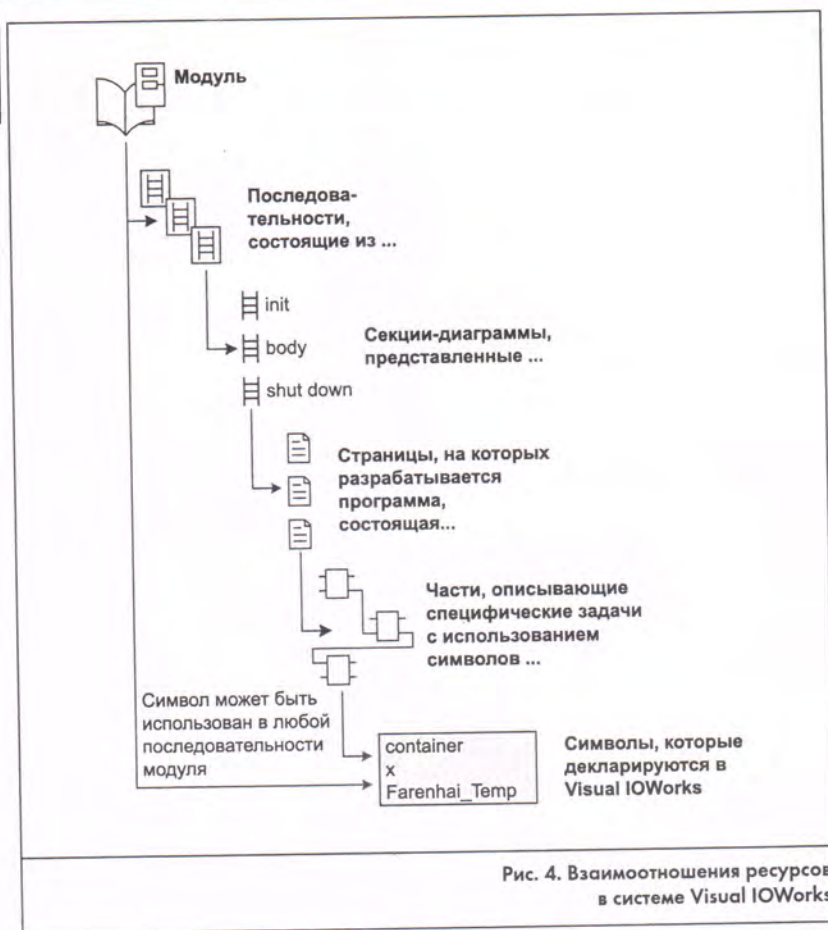 Модуль
Последова-
тельности,
состоящие из ...
init
body
shut down
Секции-диаграммы,
представленные ...
Страницы, на которых
разрабатывается
программа,
состоящая...
Части, описывающие
специфические задачи
с использованием
символов ...
Символ может быть
использован в любой
последовательности
модуля
container
x
Farenhai_Temp
Символы, которые
декларируются в
Visual IOWorks
Рис. 4. Взаимоотношения ресурсов
в системе Visual IOWorks